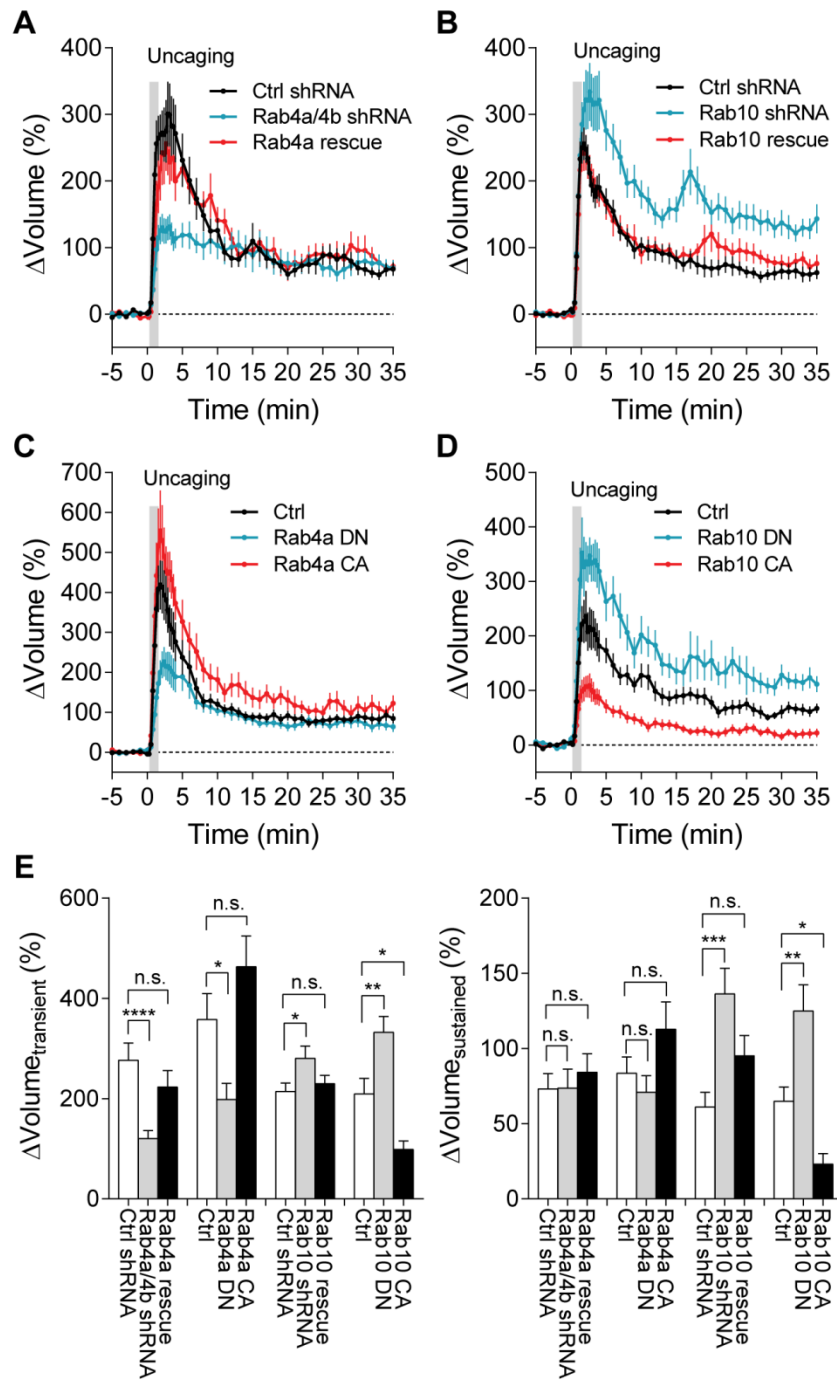 A
Uncaging
Ctrl shRNA
Rab4a/4b shRNA
Rab4a rescue
ΔVolume (%)
400
300
200
100
0
-5 0 5 10 15 20 25 30 35
Time (min)
B
Uncaging
Ctrl shRNA
Rab10 shRNA
Rab10 rescue
ΔVolume (%)
400
300
200
100
0
-5 0 5 10 15 20 25 30 35
Time (min)
C
Uncaging
Ctrl
Rab4a DN
Rab4a CA
ΔVolume (%)
700
600
500
400
300
200
100
0
-5 0 5 10 15 20 25 30 35
Time (min)
D
Uncaging
Ctrl
Rab10 DN
Rab10 CA
ΔVolume (%)
500
400
300
200
100
0
-5 0 5 10 15 20 25 30 35
Time (min)
E
ΔVolume transient (%)
600
400
200
0
n.s.
****
n.s.
*
n.s.
*
*
**
Ctrl shRNA
Rab4a/4b shRNA
Rab4a rescue
Ctrl
Rab4a DN
Rab4a CA
Ctrl shRNA
Rab10 shRNA
Rab10 rescue
Ctrl
Rab10 DN
Rab10 CA
ΔVolume sustained (%)
200
150
100
50
0
n.s.
n.s.
n.s.
n.s.
n.s.
***
*
**
Ctrl shRNA
Rab4a/4b shRNA
Rab4a rescue
Ctrl
Rab4a DN
Rab4a CA
Ctrl shRNA
Rab10 shRNA
Rab10 rescue
Ctrl
Rab10 DN
Rab10 CA